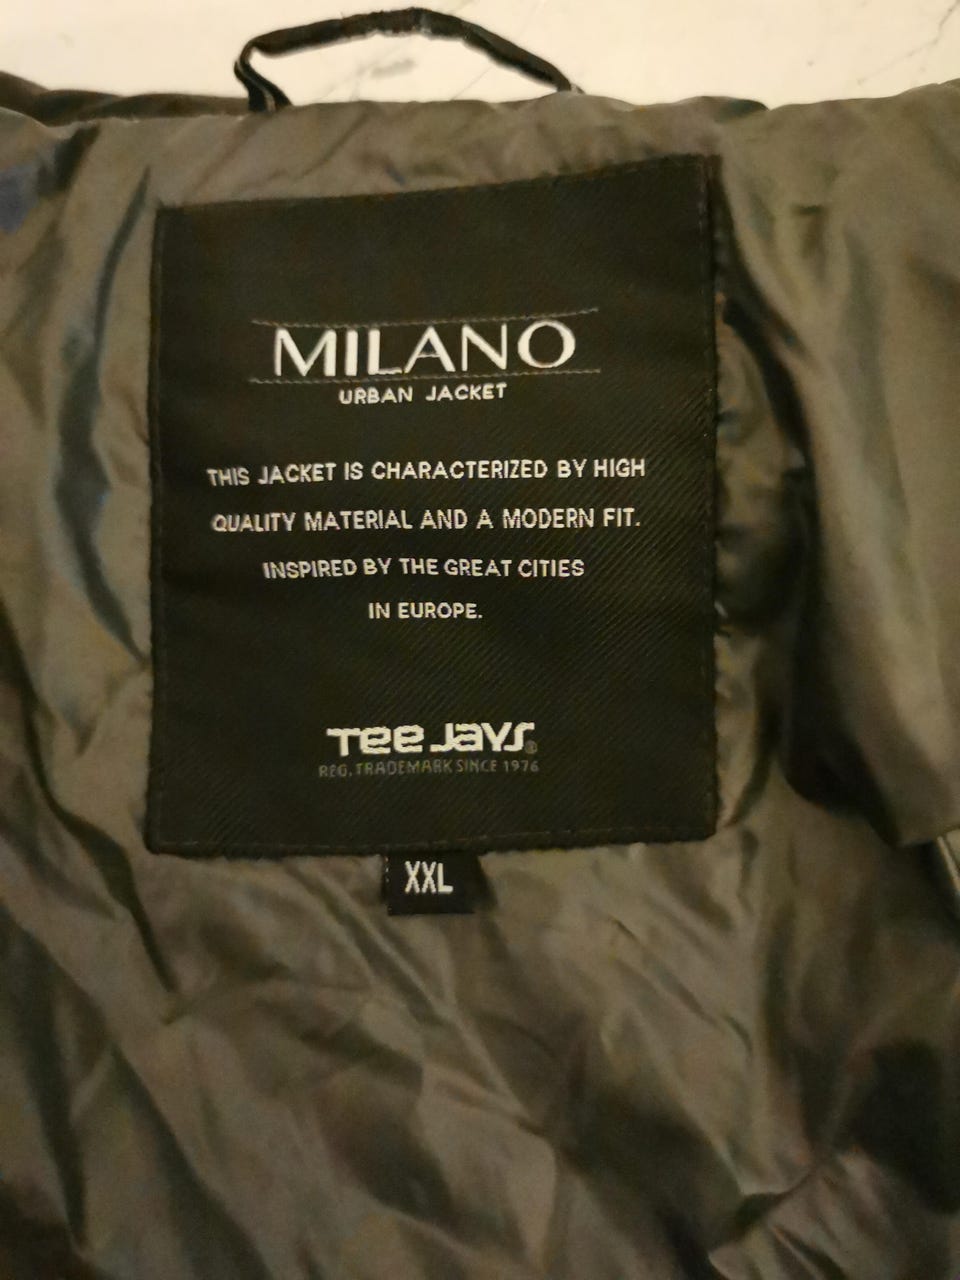 MILANO
URBAN JACKET
THIS JACKET IS CHARACTERIZED BY HIGH
QUALITY MATERIAL AND A MODERN FIT.
INSPIRED BY THE GREAT CITIES
IN EUROPE.
Tee Jays®
REG. TRADEMARK SINCE 1976
XXL